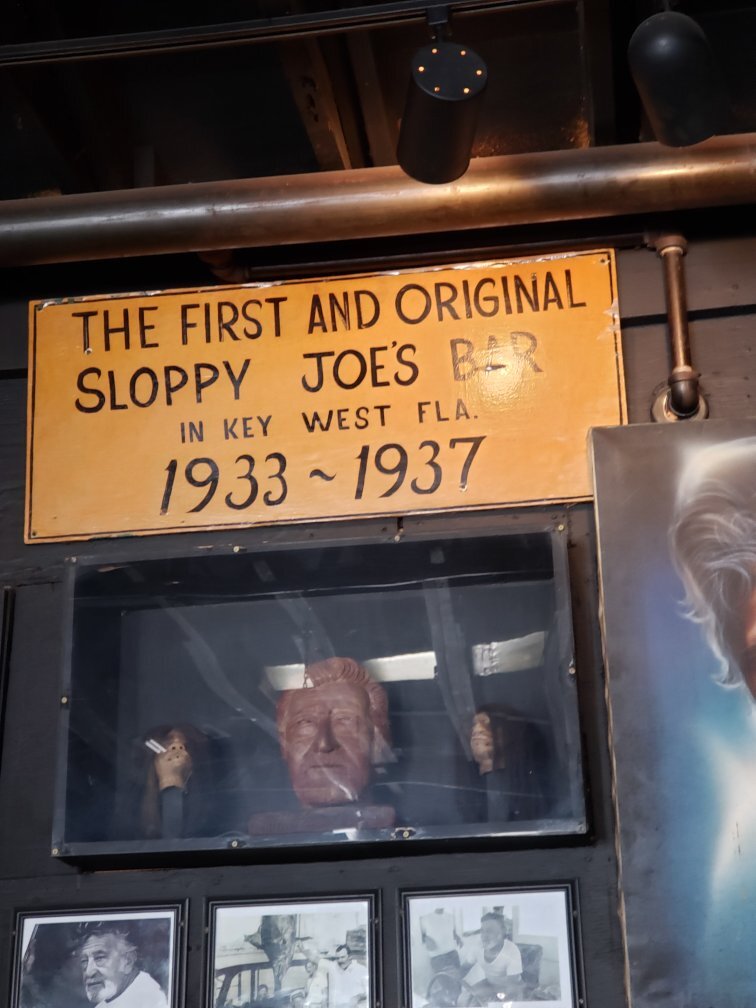 THE FIRST AND ORIGINAL
SLOPPY JOE'S BAR
IN KEY WEST FLA.
1933 ~ 1937